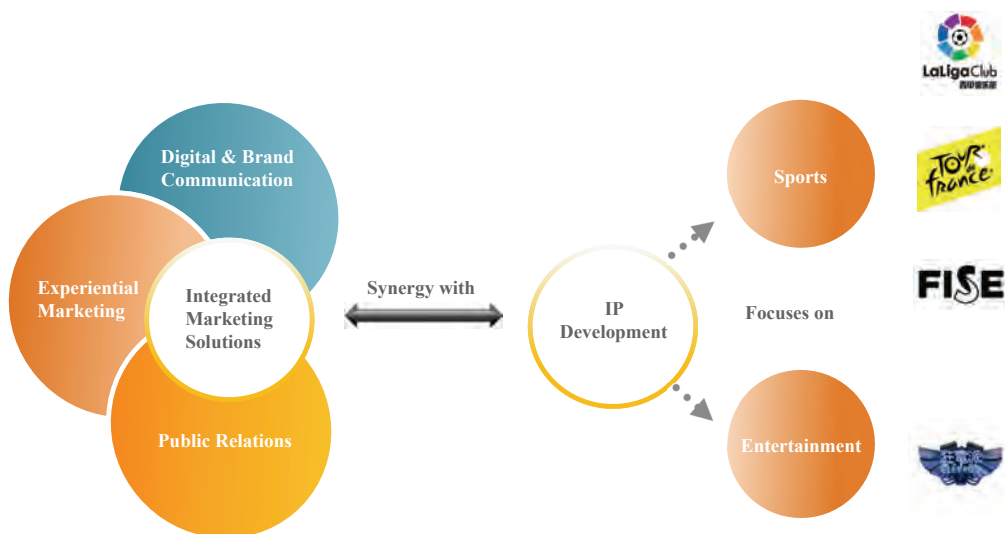 Digital & Brand
Communication
Experiential
Marketing
Integrated
Marketing
Solutions
Public Relations
Synergy with
IP
Development
Focuses on
Sports
Entertainment
LaLigaClub
TOUR
de
france
FISE